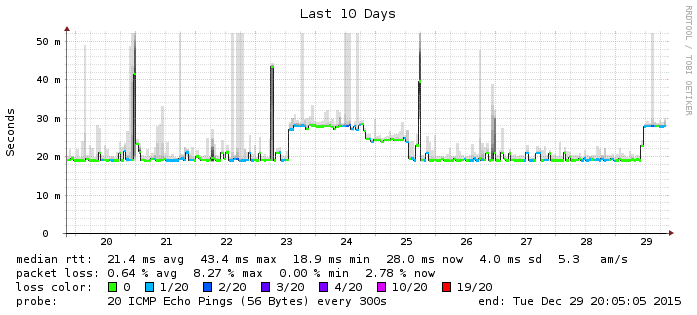 Last 10 Days
RRDTOOL / TOBI OETIKER
Seconds
50 m
40 m
30 m
20 m
10 m
0
20 21 22 23 24 25 26 27 28 29
median rtt: 21.4 ms avg 43.4 ms max 18.9 ms min 28.0 ms now 4.0 ms sd 5.3 am/s
packet loss: 0.64 % avg 8.27 % max 0.00 % min 2.78 % now
loss color: 0 1/20 2/20 3/20 4/20 10/20 19/20
probe: 20 ICMP Echo Pings (56 Bytes) every 300s end: Tue Dec 29 20:05:05 2015